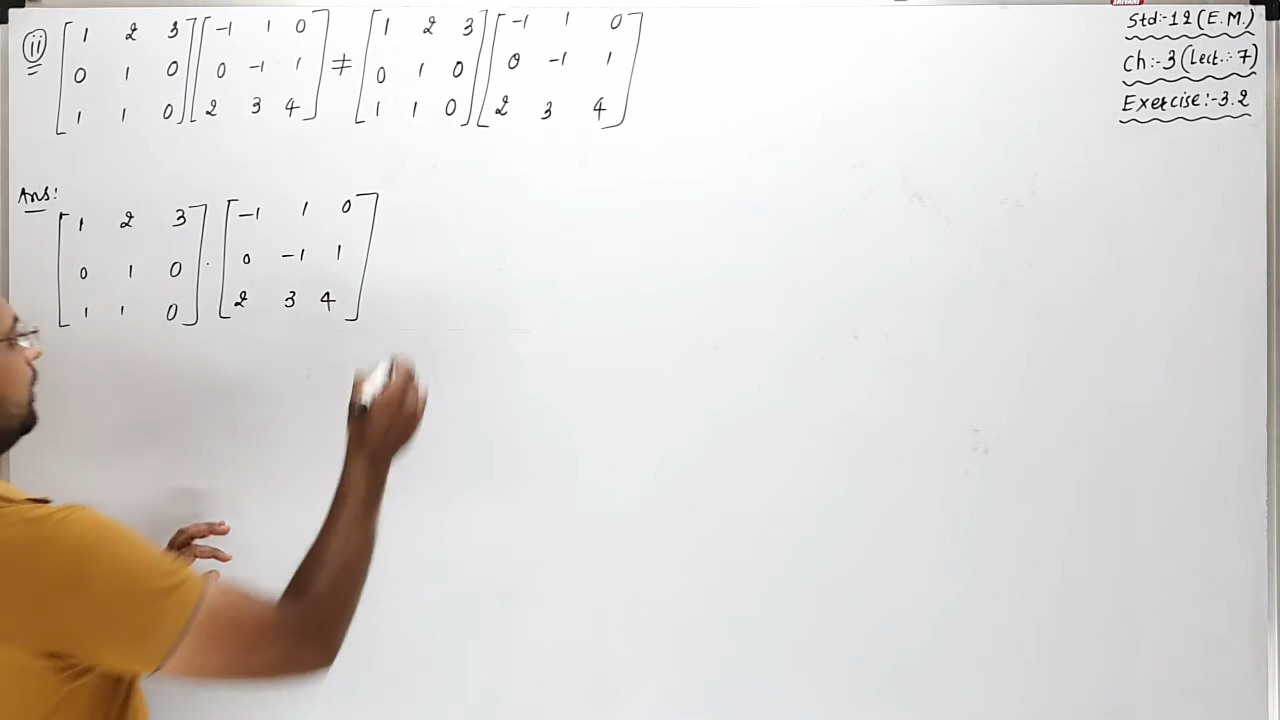 Std:-12 (E.M.)
Ch:-3 (Lect.:- 7)
Exercise:-3.2
(ii) [1 2 3] [-1 1 0] ≠ [1 2 3] [-1 1 0]
[0 1 0] [0 -1 1] [0 1 0] [0 -1 1]
[1 1 0] [2 3 4] [1 1 0] [2 3 4]
Ans:
[1 2 3] . [-1 1 0]
[0 1 0] [0 -1 1]
[1 1 0] [2 3 4]